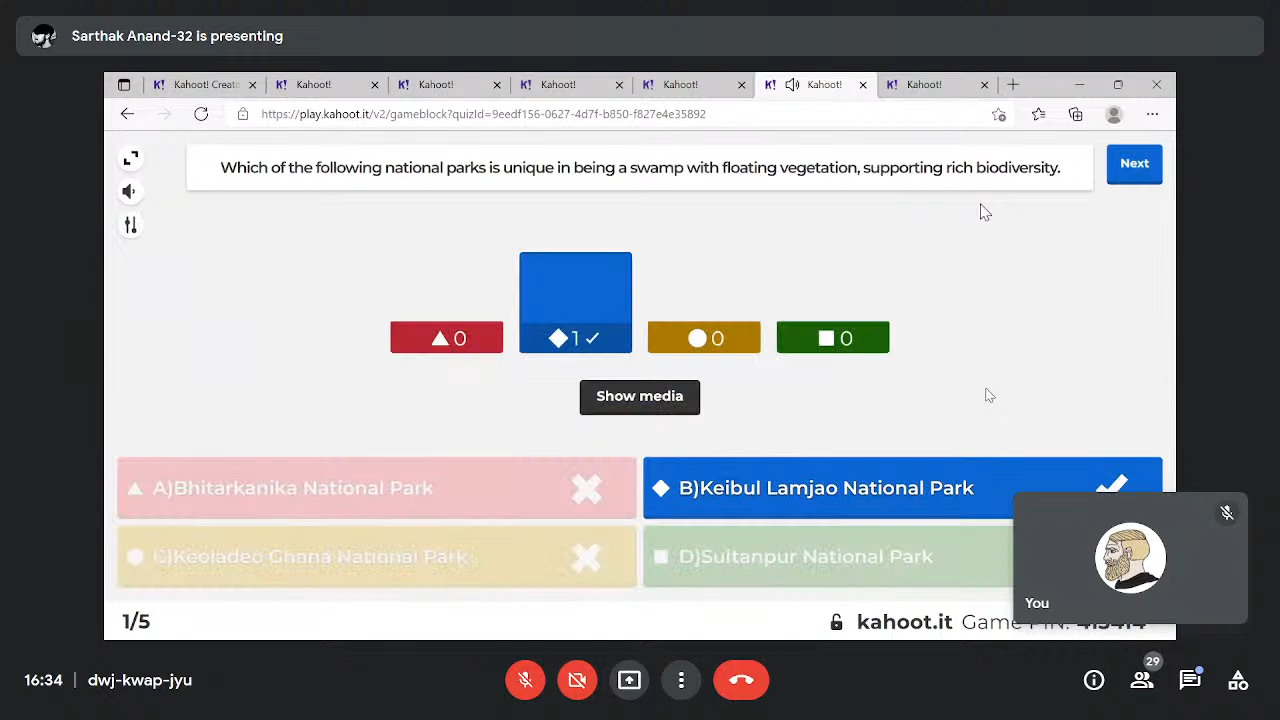 Sarthak Anand-32 is presenting
Kahoot! Create Kahoot! Kahoot! Kahoot! Kahoot! Kahoot! Kahoot!
https://play.kahoot.it/v2/gameblock?quizId=9eedf156-0627-4d7f-b850-f827e4e35892
Which of the following national parks is unique in being a swamp with floating vegetation, supporting rich biodiversity.
Next
0 1 0 0
Show media
A)Bhitarkanika National Park
B)Keibul Lamjao National Park
C)Keoladeo Ghana National Park
D)Sultanpur National Park
You
1/5
kahoot.it Game PIN:
29
16:34 | dwj-kwap-jyu